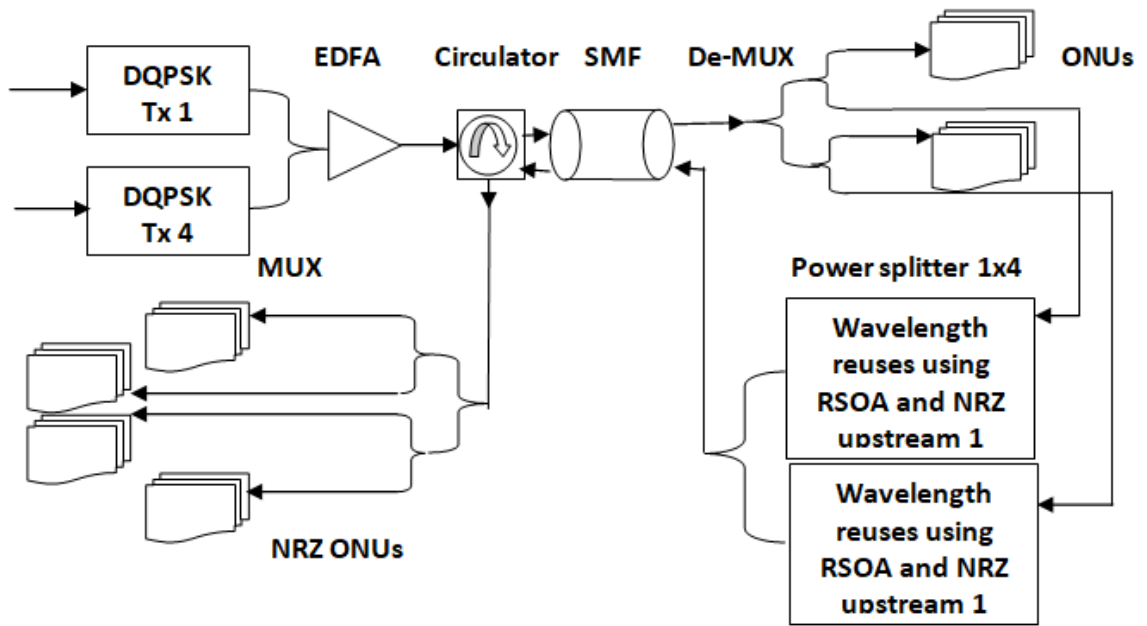 EDFA
Circulator
SMF
De-MUX
ONUs
DQPSK
Tx 1
DQPSK
Tx 4
MUX
Power splitter 1x4
Wavelength
reuses using
RSOA and NRZ
upstream 1
Wavelength
reuses using
RSOA and NRZ
upstream 1
NRZ ONUs